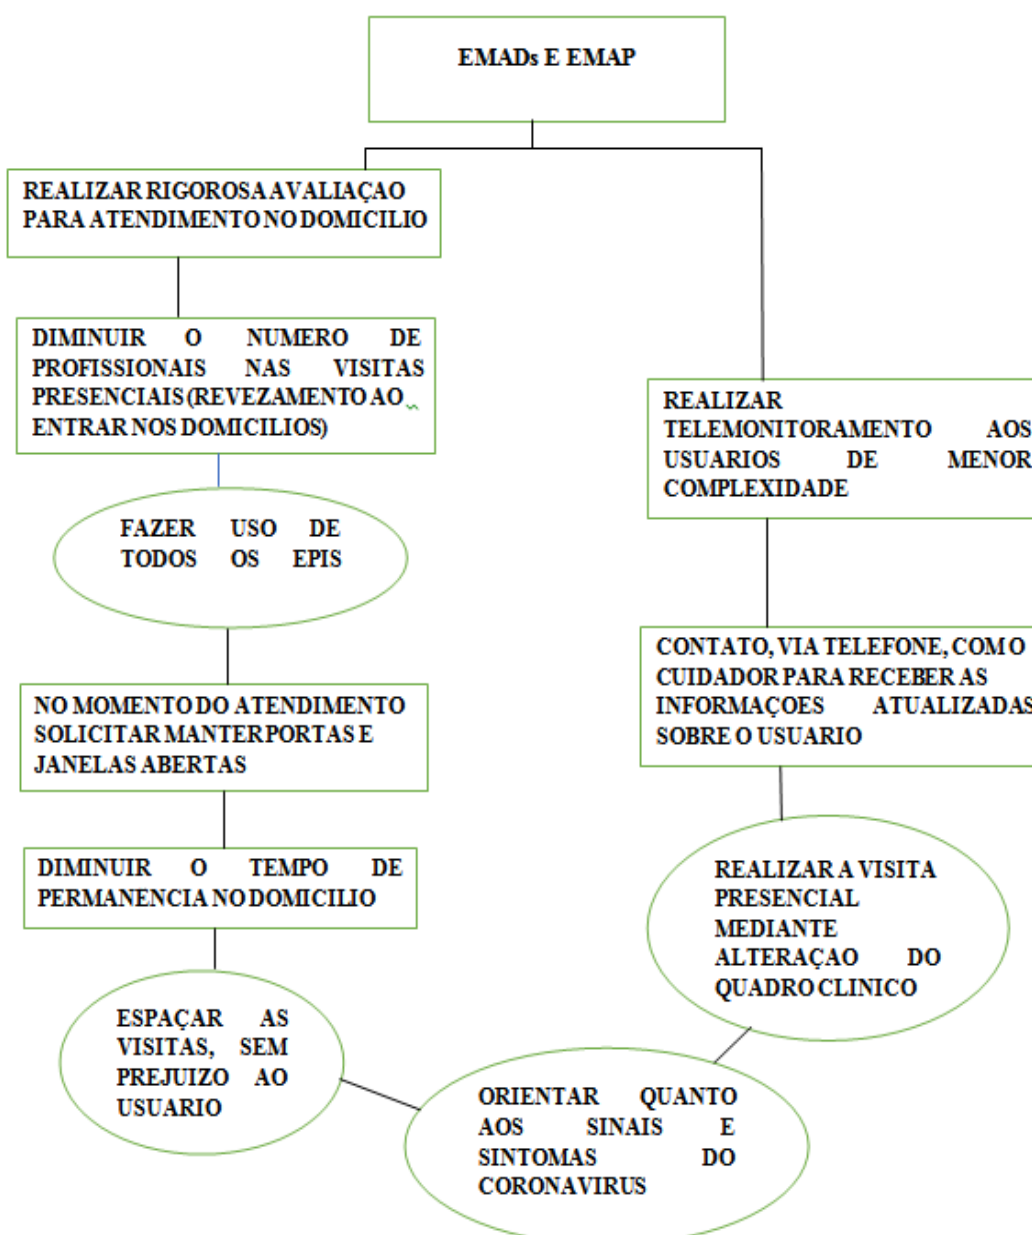 EMADs E EMAP
REALIZAR RIGOROSA AVALIAÇAO
PARA ATENDIMENTO NO DOMICILIO
DIMINUIR O NUMERO DE
PROFISSIONAIS NAS VISITAS
PRESENCIAIS (REVEZAMENTO AO
ENTRAR NOS DOMICILIOS)
FAZER USO DE
TODOS OS EPIS
NO MOMENTO DO ATENDIMENTO
SOLICITAR MANTER PORTAS E
JANELAS ABERTAS
DIMINUIR O TEMPO DE
PERMANENCIA NO DOMICILIO
ESPAÇAR AS
VISITAS, SEM
PREJUIZO AO
USUARIO
REALIZAR
TELEMONITORAMENTO AOS
USUARIOS DE MENOR
COMPLEXIDADE
CONTATO, VIA TELEFONE, COM O
CUIDADOR PARA RECEBER AS
INFORMAÇOES ATUALIZADAS
SOBRE O USUARIO
REALIZAR A VISITA
PRESENCIAL
MEDIANTE
ALTERAÇAO DO
QUADRO CLINICO
ORIENTAR QUANTO
AOS SINAIS E
SINTOMAS DO
CORONAVIRUS